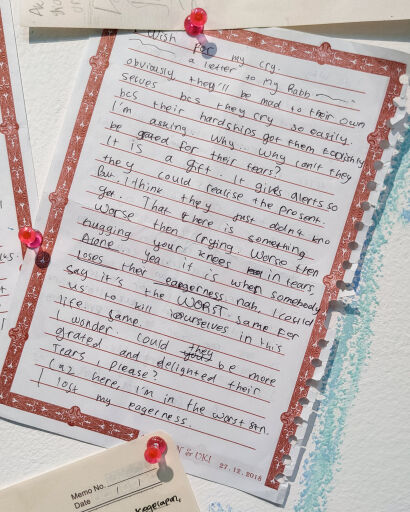 I Wish for my cry.
a letter to My Rabb
obviously they'll be mad to their own
selves bcs they cry so easily.
bcs their hardships got them
I'm asking. Why. Why can't they
be grated for their tears?
It is a gift. It gives alerts so
they could realise the present.
But i think they just didn't kno
yet. That there is something
Worse then crying. Worse then
hugging your knees in tears,
Alone. Yea it is when somebody
loses their eagerness nah. I could
say it's the WORST. Same for
us to kill ourselves in this
life. Same.
I wonder. Could they be more
grated and delighted their
Tears please?
Cuz here, I'm in the worst
I lost my eagerness
27.12.2018
Memo No.
Date
Kegelapan,